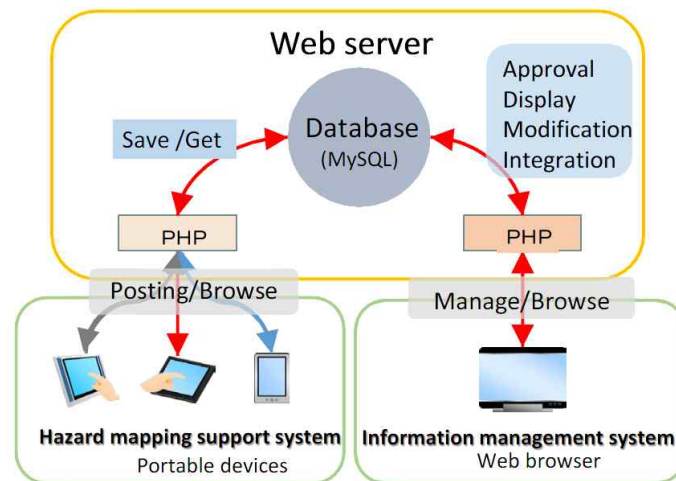 Web server
Approval
Display
Modification
Integration
Save /Get
Database
(MySQL)
PHP
PHP
Posting/Browse
Manage/Browse
Hazard mapping support system
Portable devices
Information management system
Web browser